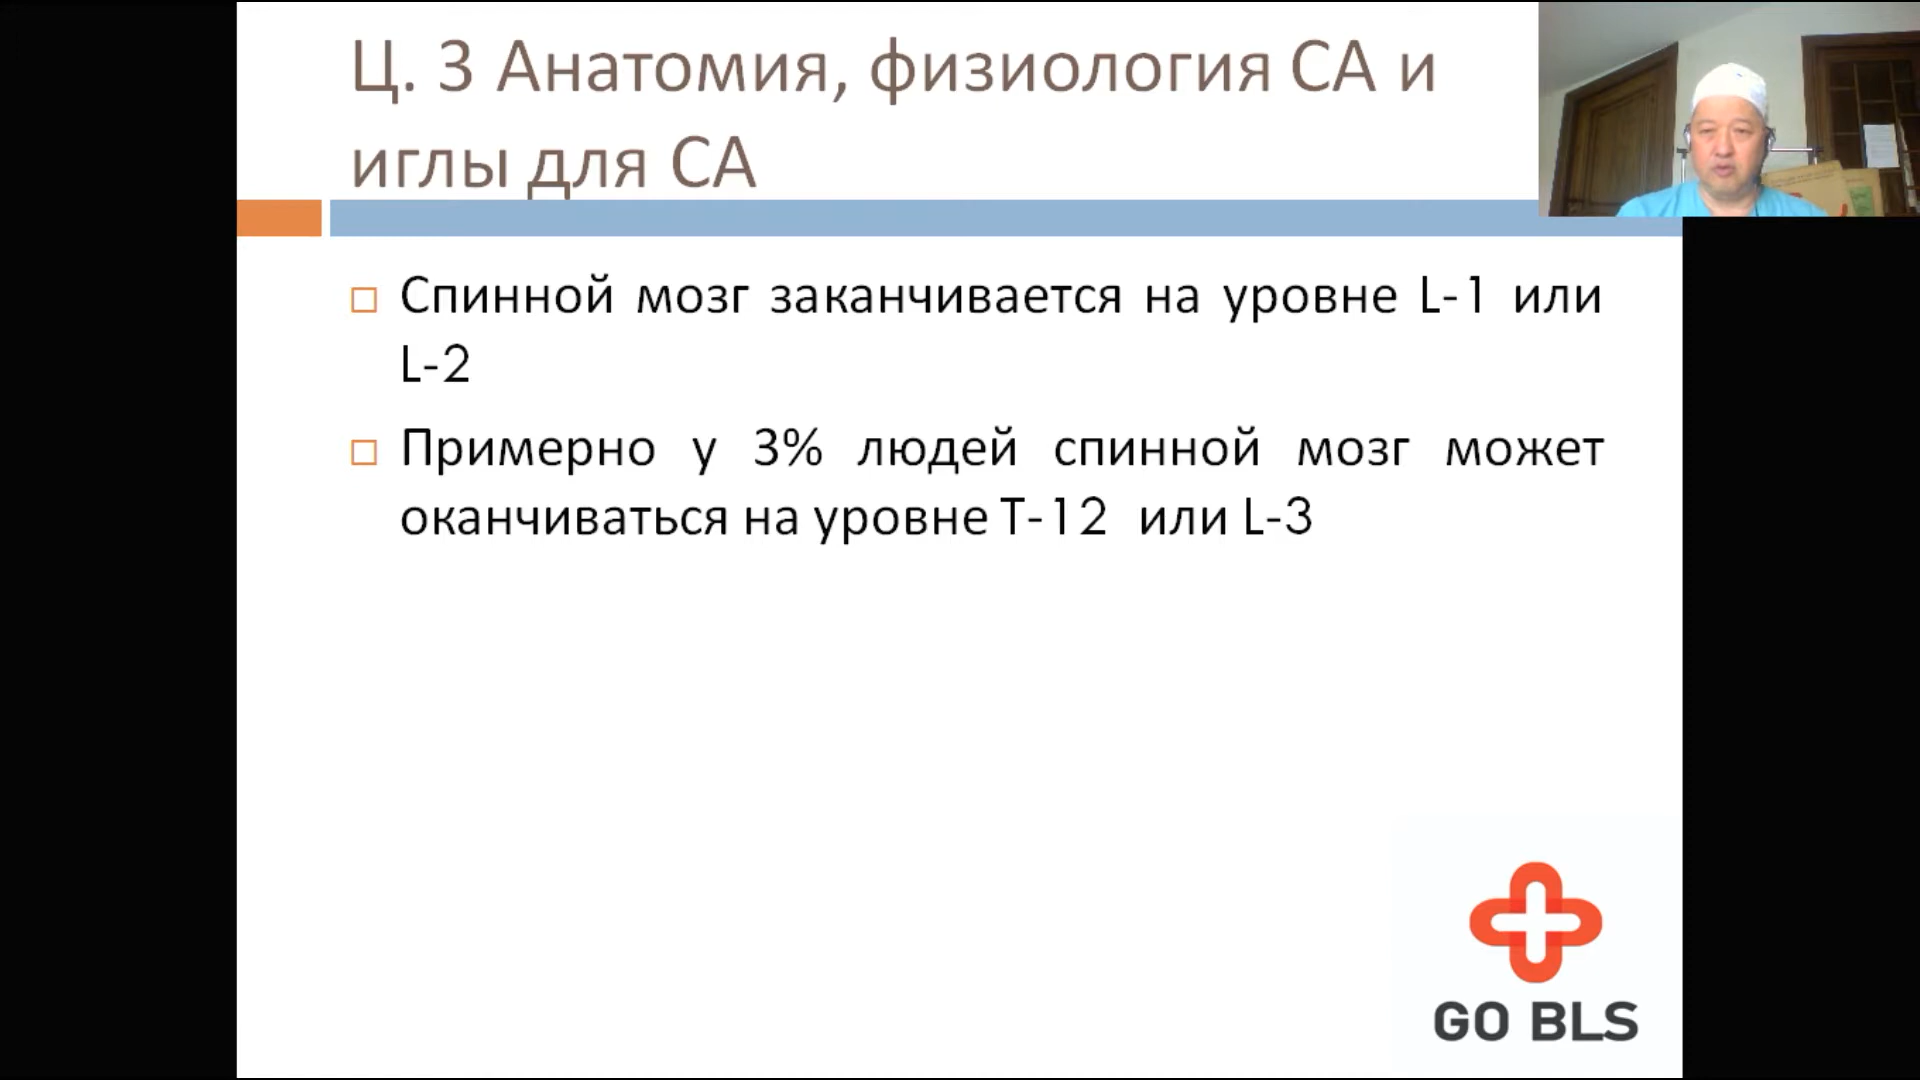 Ц. 3 Анатомия, физиология СА и
иглы для СА
Спинной мозг заканчивается на уровне L-1 или
L-2
Примерно у 3% людей спинной мозг может
оканчиваться на уровне Т-12 или L-3
GO BLS